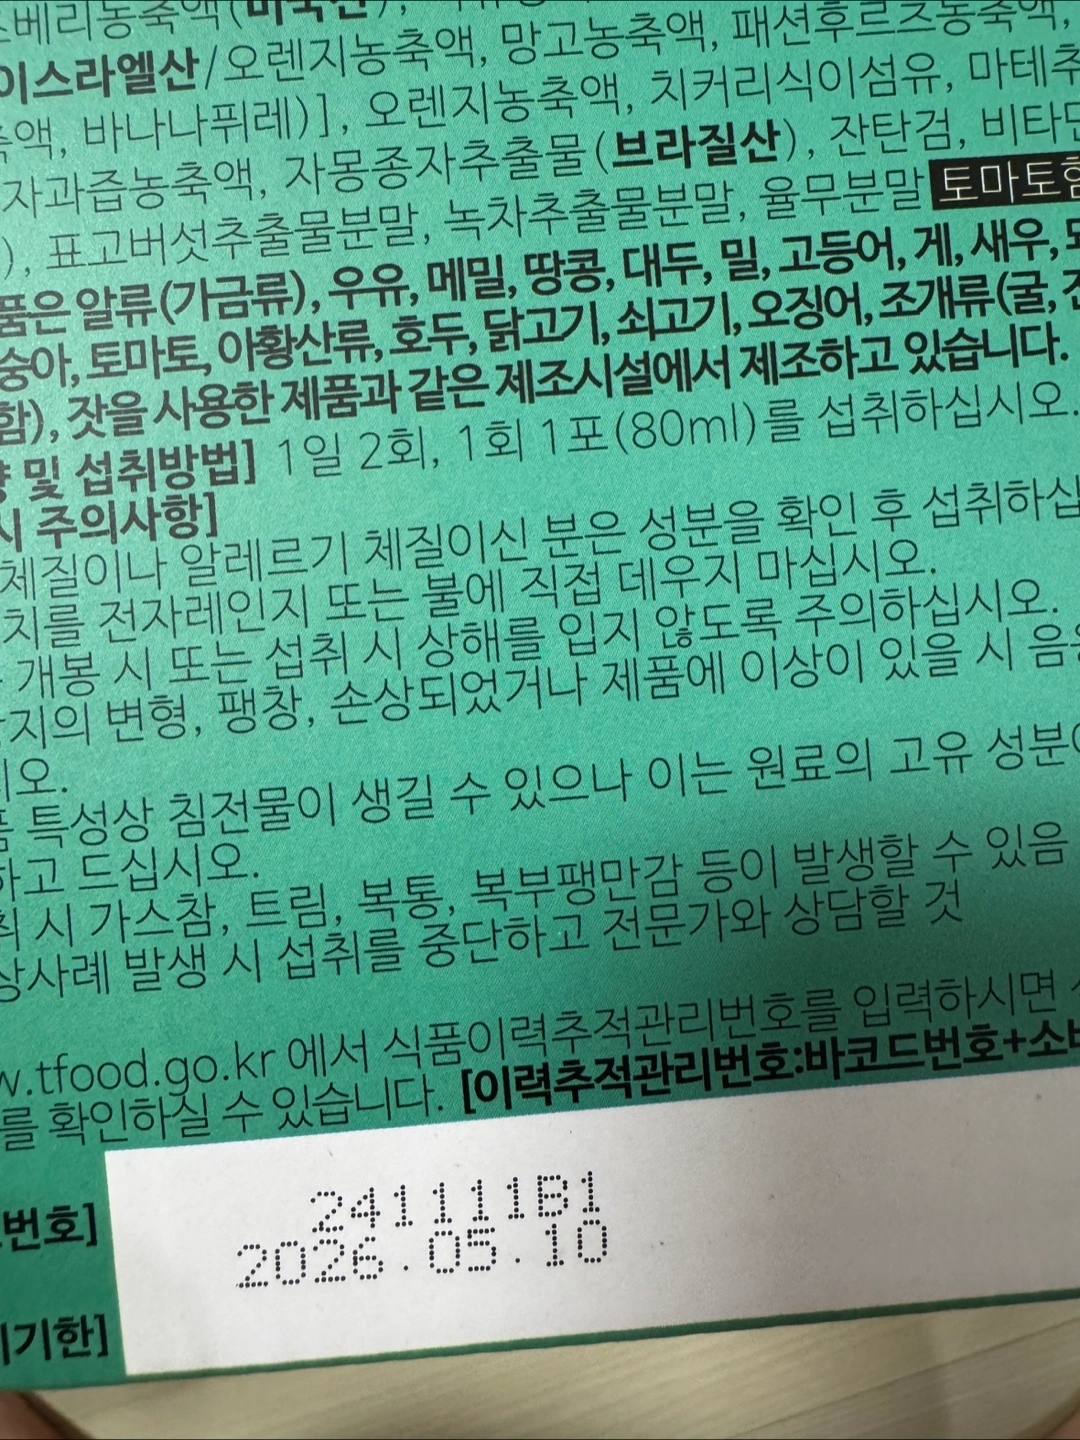 베리농축액(미국산),
이스라엘산/오렌지농축액, 망고농축액, 패션후르츠농축액,
축액, 바나나퓌레)], 오렌지농축액, 치커리식이섬유, 마테추
사과즙농축액, 자몽종자추출물(브라질산), 잔탄검, 비타민
), 표고버섯추출물분말, 녹차추출물분말, 율무분말 토마토함
품은 알류(가금류), 우유, 메밀, 땅콩, 대두, 밀, 고등어, 게, 새우, 돼
숭아, 토마토, 아황산류, 호두, 닭고기, 쇠고기, 오징어, 조개류(굴, 전
함), 잣을 사용한 제품과 같은 제조시설에서 제조하고 있습니다.
및 섭취방법] 1일 2회, 1회 1포(80ml)를 섭취하십시오.
시 주의사항]
체질이나 알레르기 체질이신 분은 성분을 확인 후 섭취하십
치를 전자레인지 또는 불에 직접 데우지 마십시오.
개봉 시 또는 섭취 시 상해를 입지 않도록 주의하십시오.
지의 변형, 팽창, 손상되었거나 제품에 이상이 있을 시 음용
시오.
품 특성상 침전물이 생길 수 있으나 이는 원료의 고유 성분이
하고 드십시오.
취 시 가스참, 트림, 복통, 복부팽만감 등이 발생할 수 있음
상사례 발생 시 섭취를 중단하고 전문가와 상담할 것
w.tfood.go.kr 에서 식품이력추적관리번호를 입력하시면
를 확인하실 수 있습니다. [이력추적관리번호:바코드번호+소비
번호] 241111B1
2026.05.10
기한]